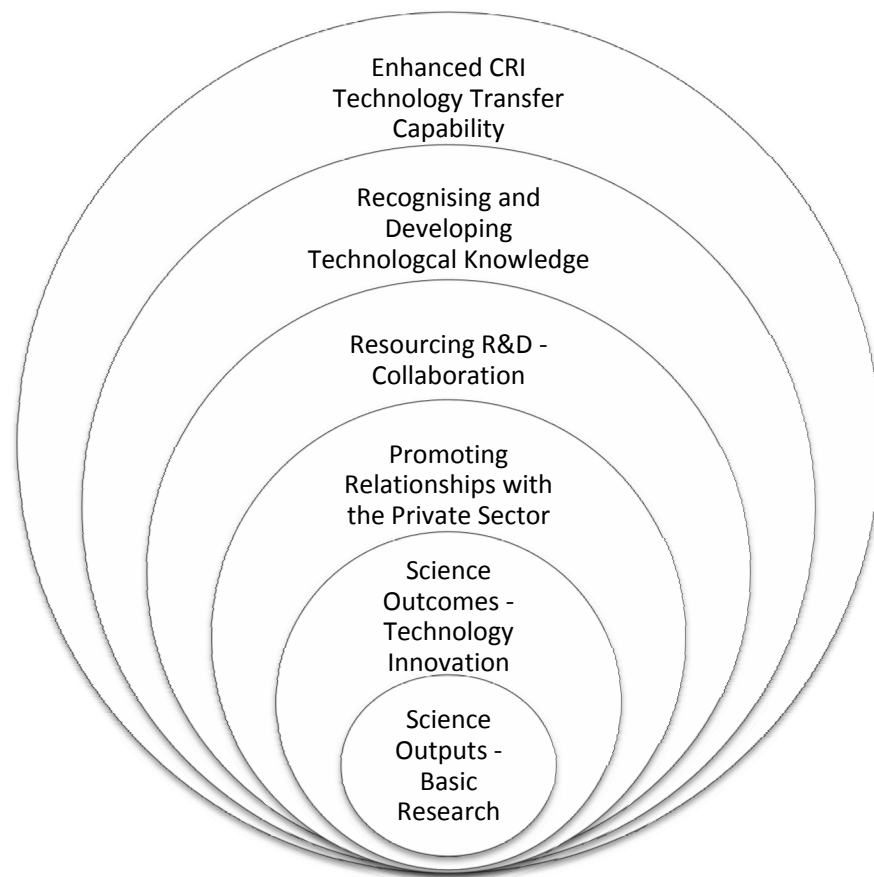 Enhanced CRI
Technology Transfer
Capability
Recognising and
Developing
Technologcal Knowledge
Resourcing R&D -
Collaboration
Promoting
Relationships with
the Private Sector
Science
Outcomes -
Technology
Innovation
Science
Outputs -
Basic
Research